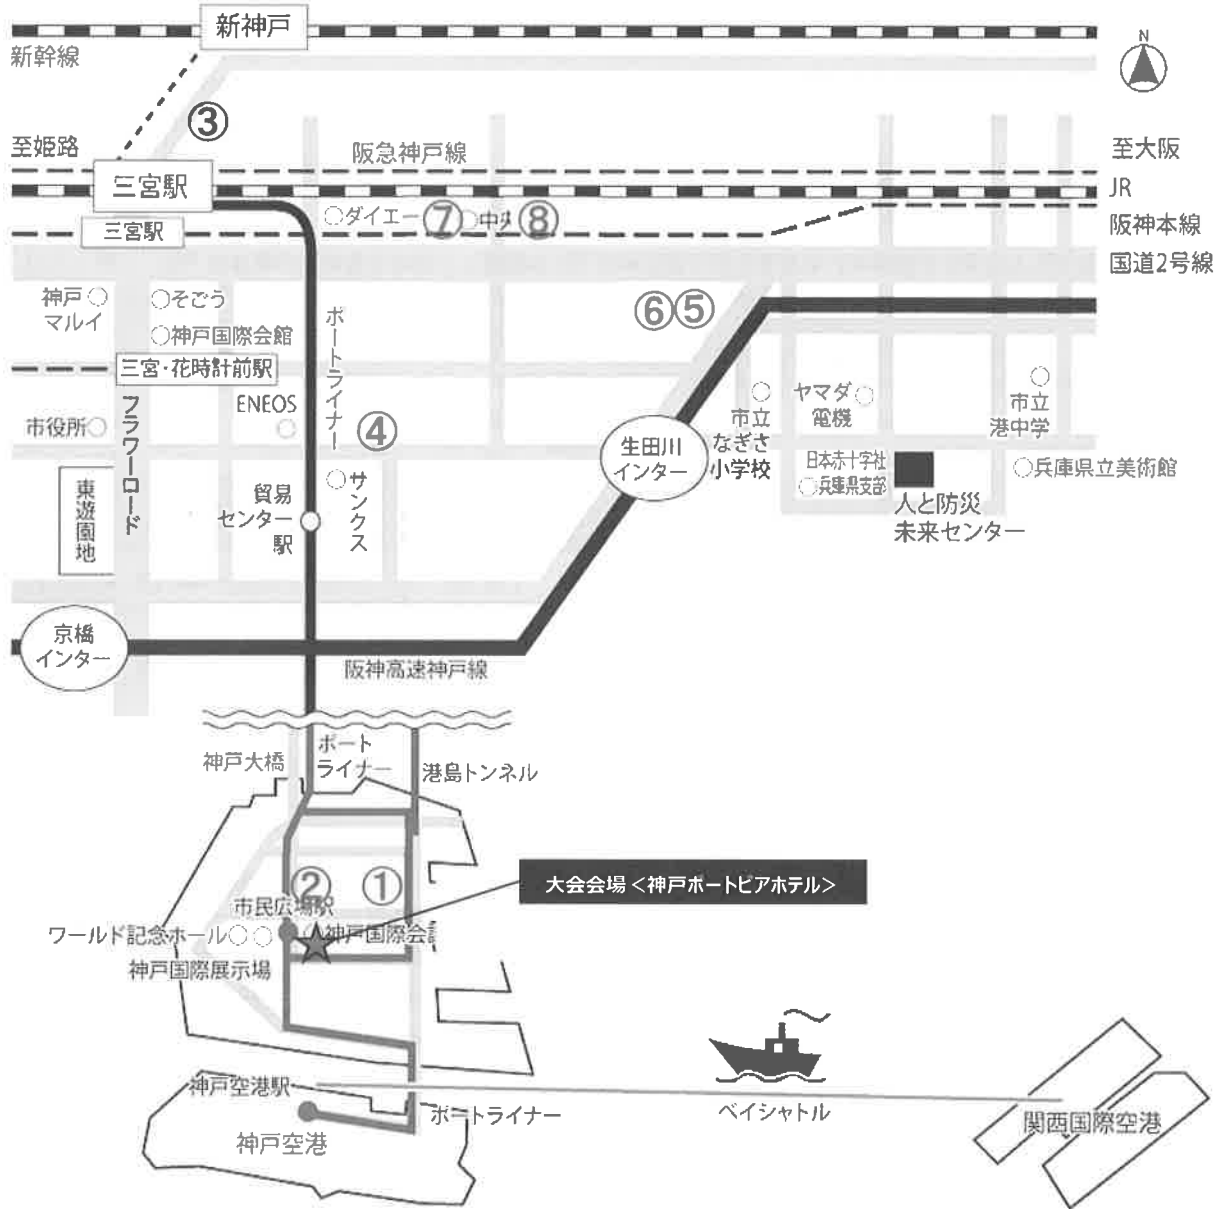 新神戸
新幹線
N
③
至姫路
阪急神戸線
至大阪
三宮駅
JR
ダイエー
⑦
中央
⑧
阪神本線
三宮駅
国道2号線
神戸
マルイ
そごう
神戸国際会館
ポートライナー
⑥⑤
三宮・花時計前駅
ENEOS
市役所
フラワーロード
④
生田川
インター
市立
なぎさ
小学校
ヤマダ
電機
市立
港中学
日本赤十字社
兵庫県支部
人と防災
未来センター
兵庫県立美術館
東遊園地
貿易
センター
駅
サンクス
京橋
インター
阪神高速神戸線
神戸大橋
ポート
ライナー
港島トンネル
②
①
大会会場<神戸ポートピアホテル>
市民広場駅
ワールド記念ホール
神戸国際会
神戸国際展示場
神戸空港駅
ポートライナー
神戸空港
ベイシャトル
関西国際空港